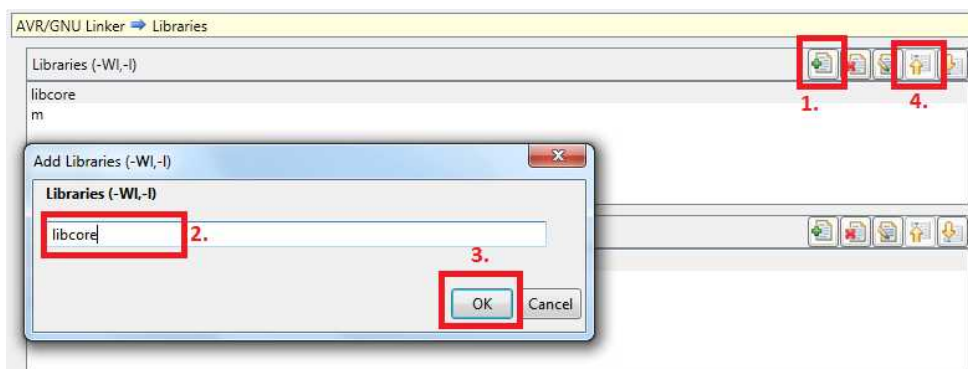 AVR/GNU Linker ➡ Libraries
Libraries (-Wl,-l)
1.
4.
libcore
m
Add Libraries (-Wl,-l)
Libraries (-Wl,-l)
libcore
2.
3.
OK
Cancel